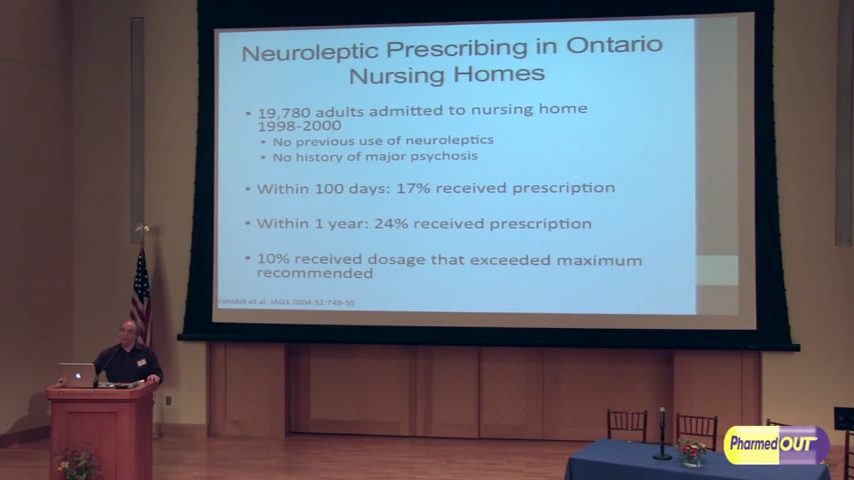 Neuroleptic Prescribing in Ontario
Nursing Homes
• 19,780 adults admitted to nursing home
1998-2000
• No previous use of neuroleptics
• No history of major psychosis
• Within 100 days: 17% received prescription
• Within 1 year: 24% received prescription
• 10% received dosage that exceeded maximum
recommended
et al. JAGS 2004:52:749-55
PharmedOUT